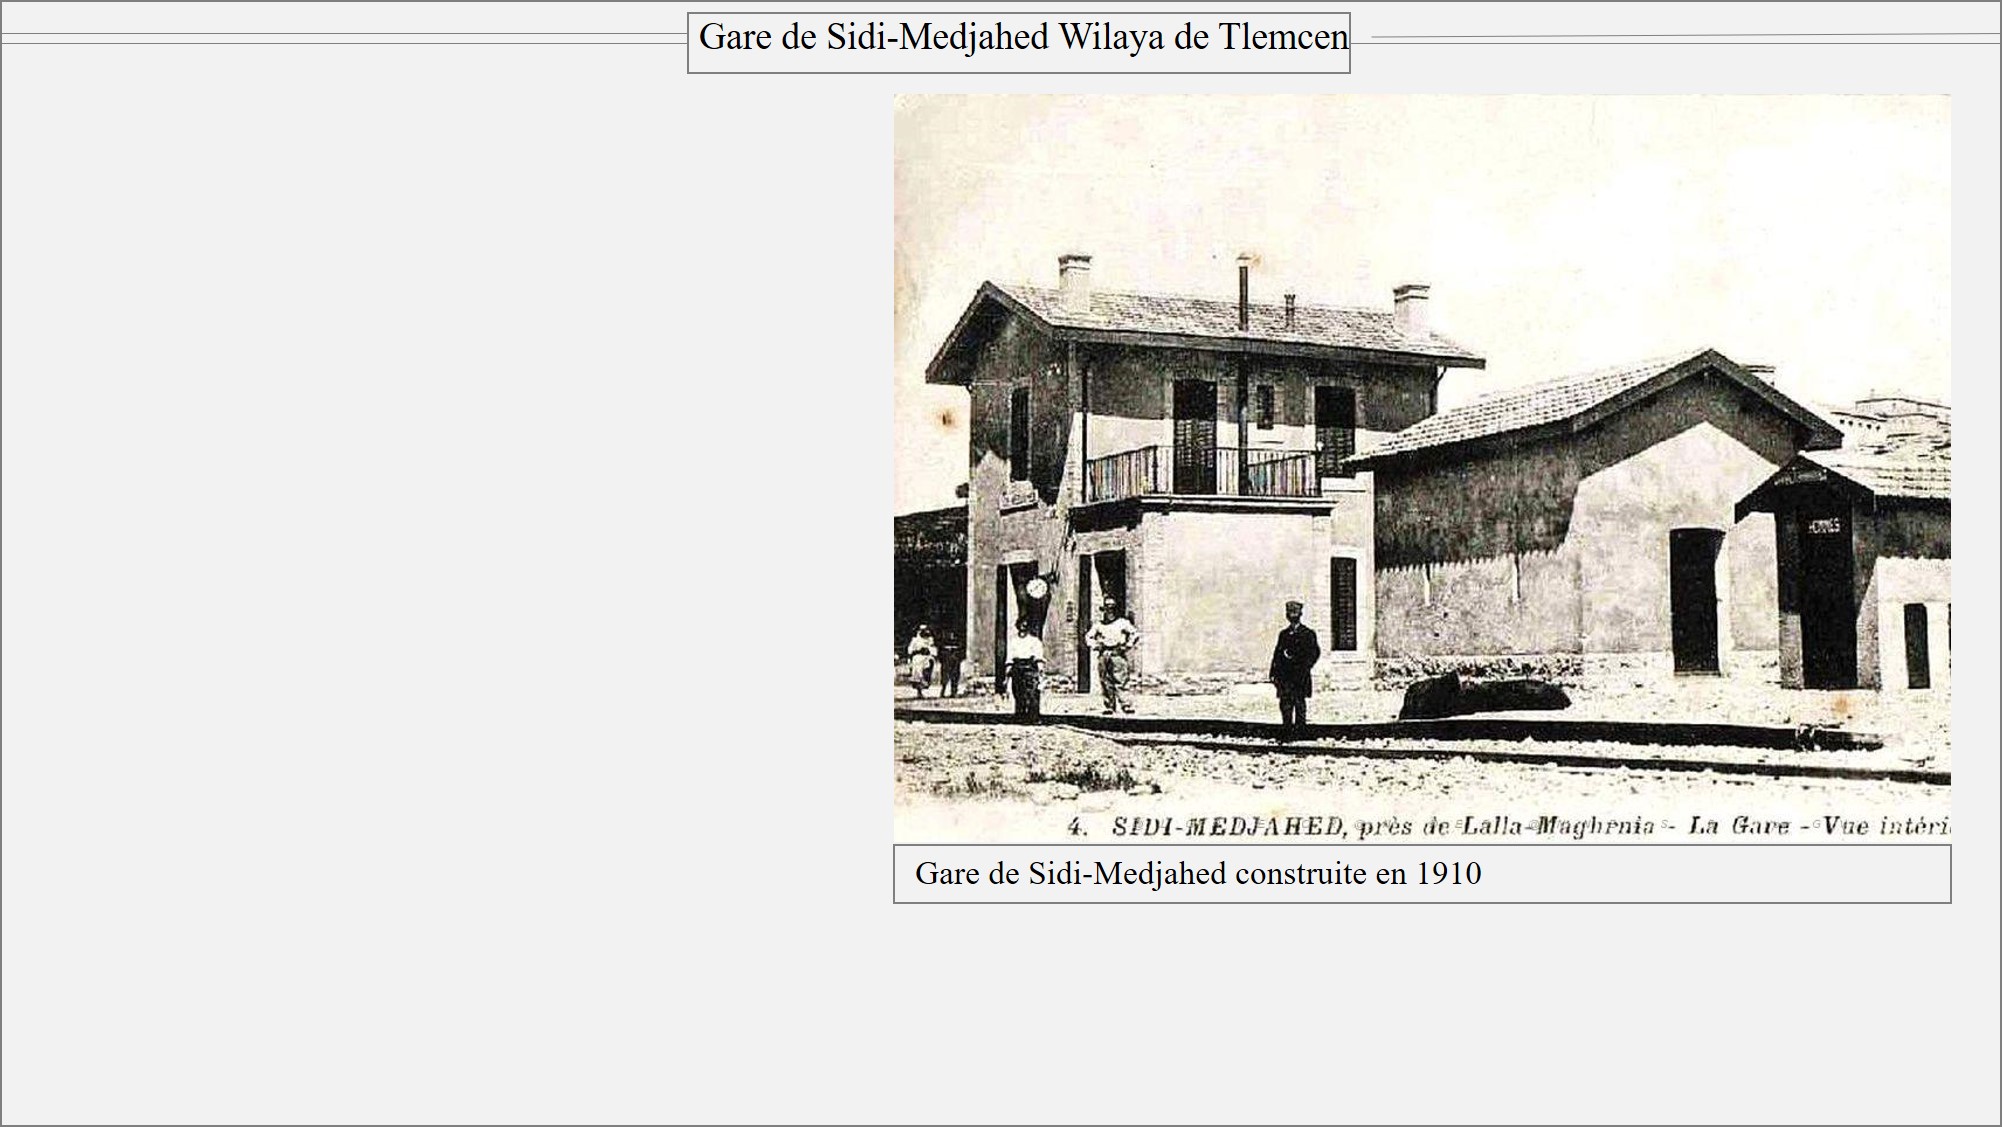 Gare de Sidi-Medjahed Wilaya de Tlemcen
HOMMES
4. SIDI-MEDJAHED, près de Lalla-Maghrnia - La Gare - Vue intéri
Gare de Sidi-Medjahed construite en 1910